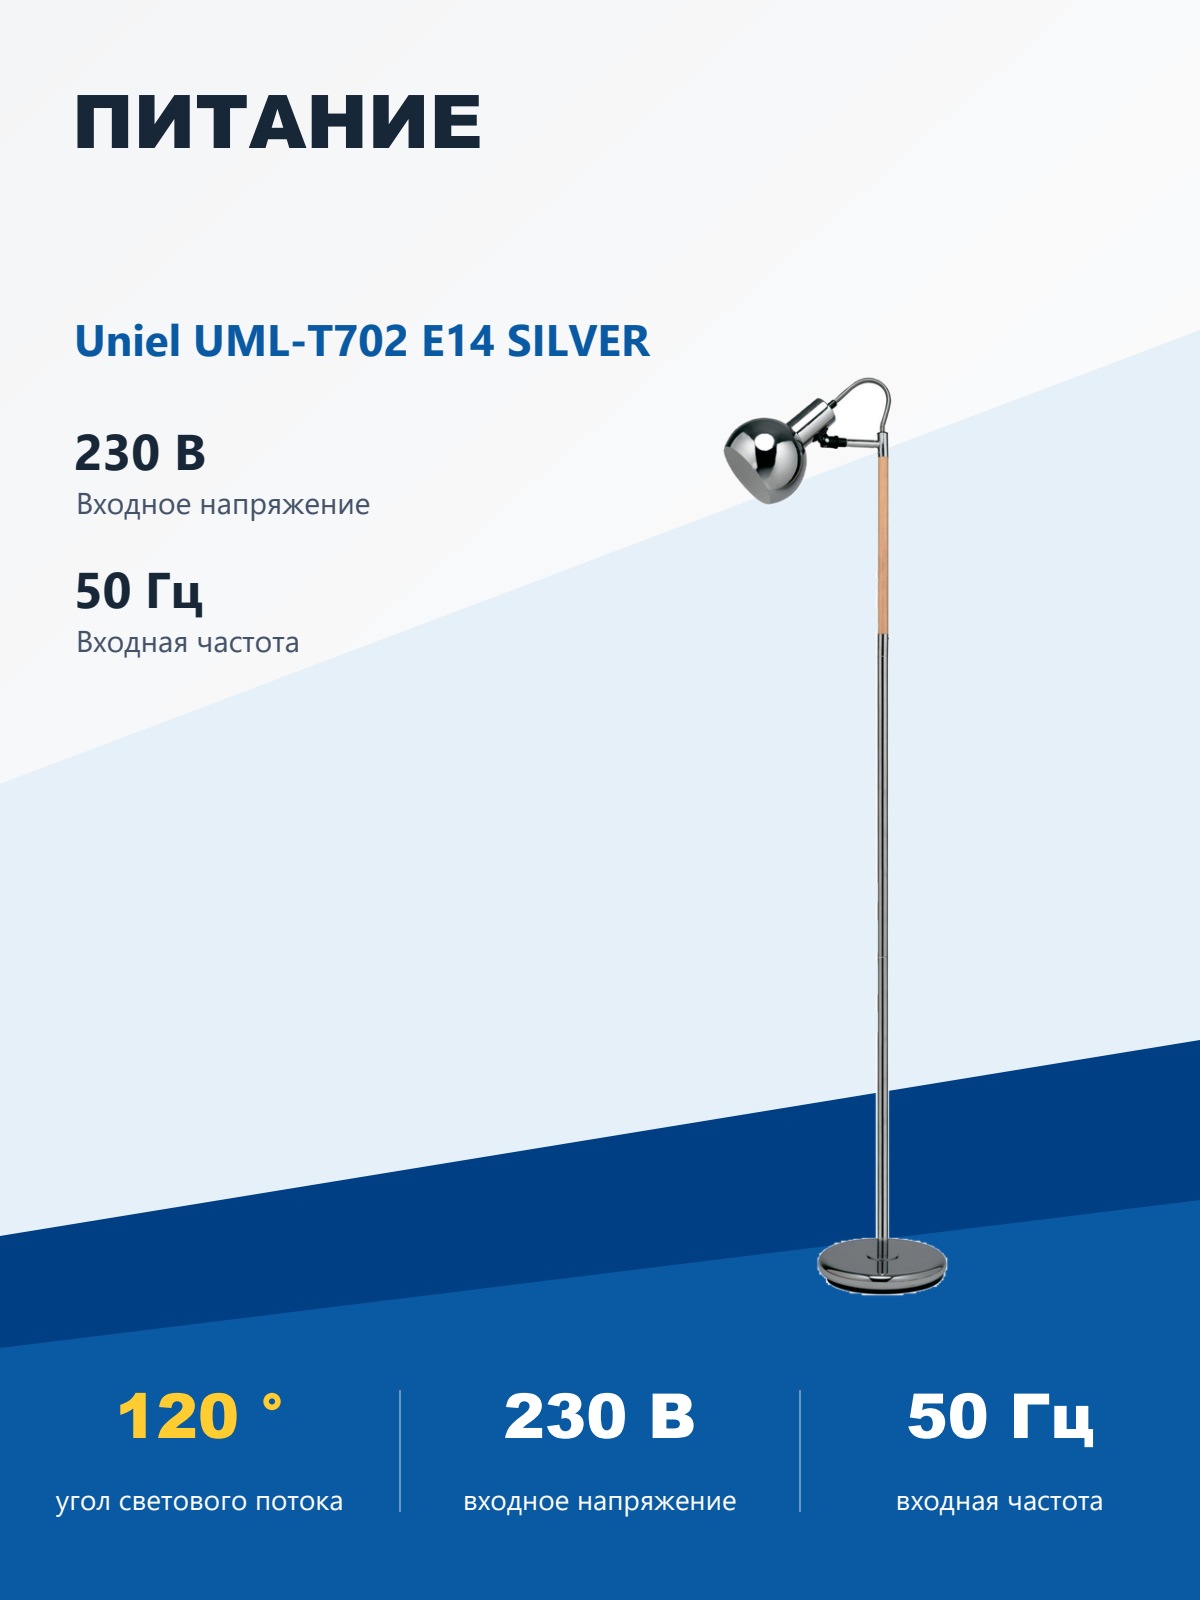 ПИТАНИЕ
Uniel UML-T702 E14 SILVER
230 В
Входное напряжение
50 Гц
Входная частота
120 °
угол светового потока
230 В
входное напряжение
50 Гц
входная частота